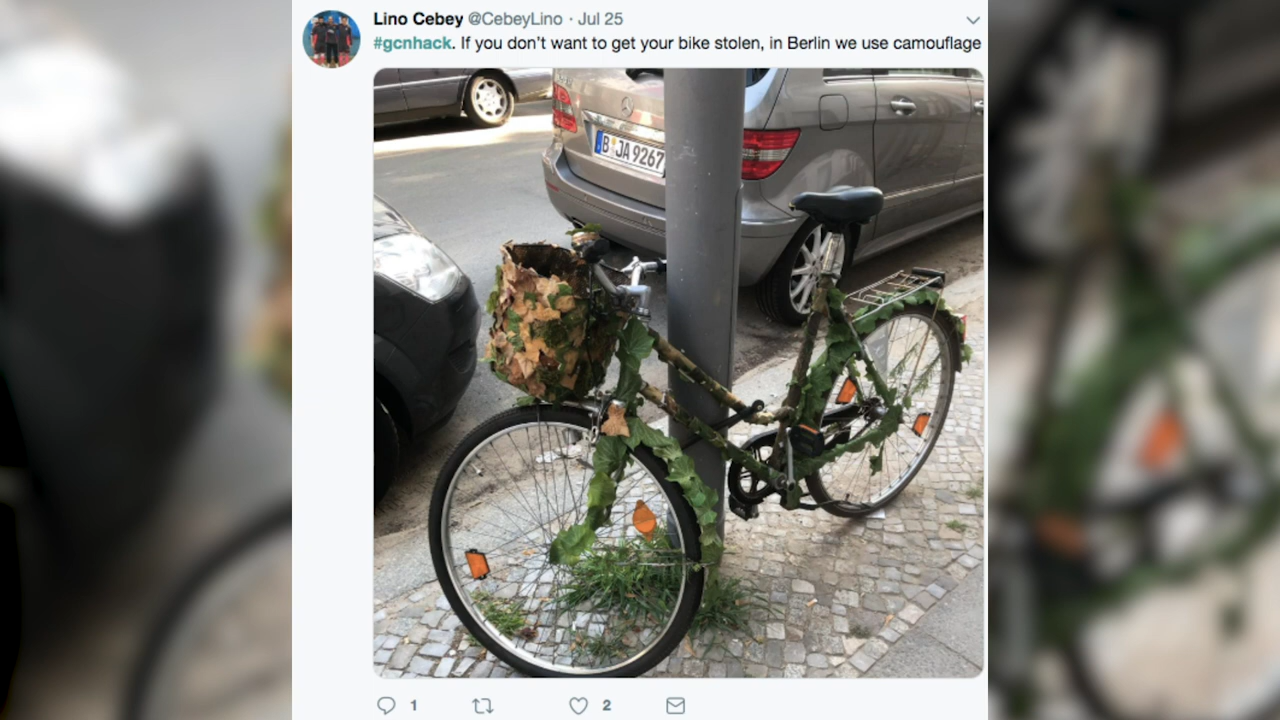 Lino Cebey @CebeyLino · Jul 25
#gcnhack. If you don't want to get your bike stolen, in Berlin we use camouflage
B JA 9267
1 2